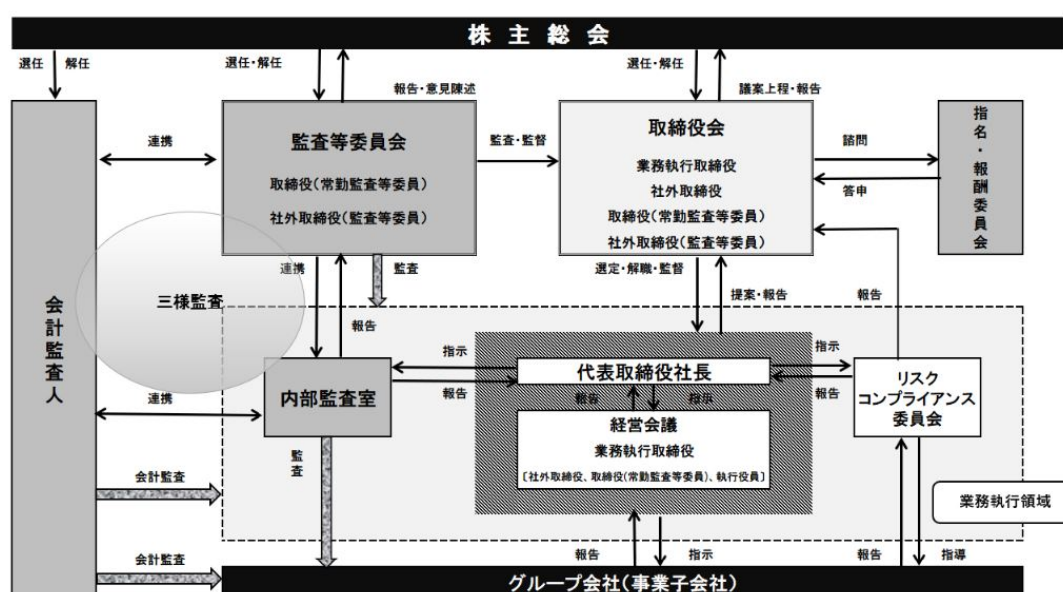 株主総会
選任
解任
選任・解任
報告・意見陳述
選任・解任
議案上程・報告
監査等委員会
取締役(常勤監査等委員)
社外取締役(監査等委員)
連携
監査・監督
取締役会
業務執行取締役
社外取締役
取締役(常勤監査等委員)
社外取締役(監査等委員)
諮問
答申
指名・報酬委員会
会計監査人
三様監査
連携
報告
監査
選定・解職・監督
提案・報告
報告
内部監査室
指示
報告
代表取締役社長
報告
指示
経営会議
業務執行取締役
〔社外取締役、取締役(常勤監査等委員)、執行役員〕
指示
報告
リスク
コンプライアンス
委員会
連携
監査
会計監査
会計監査
業務執行領域
報告
指示
報告
指導
グループ会社(事業子会社)